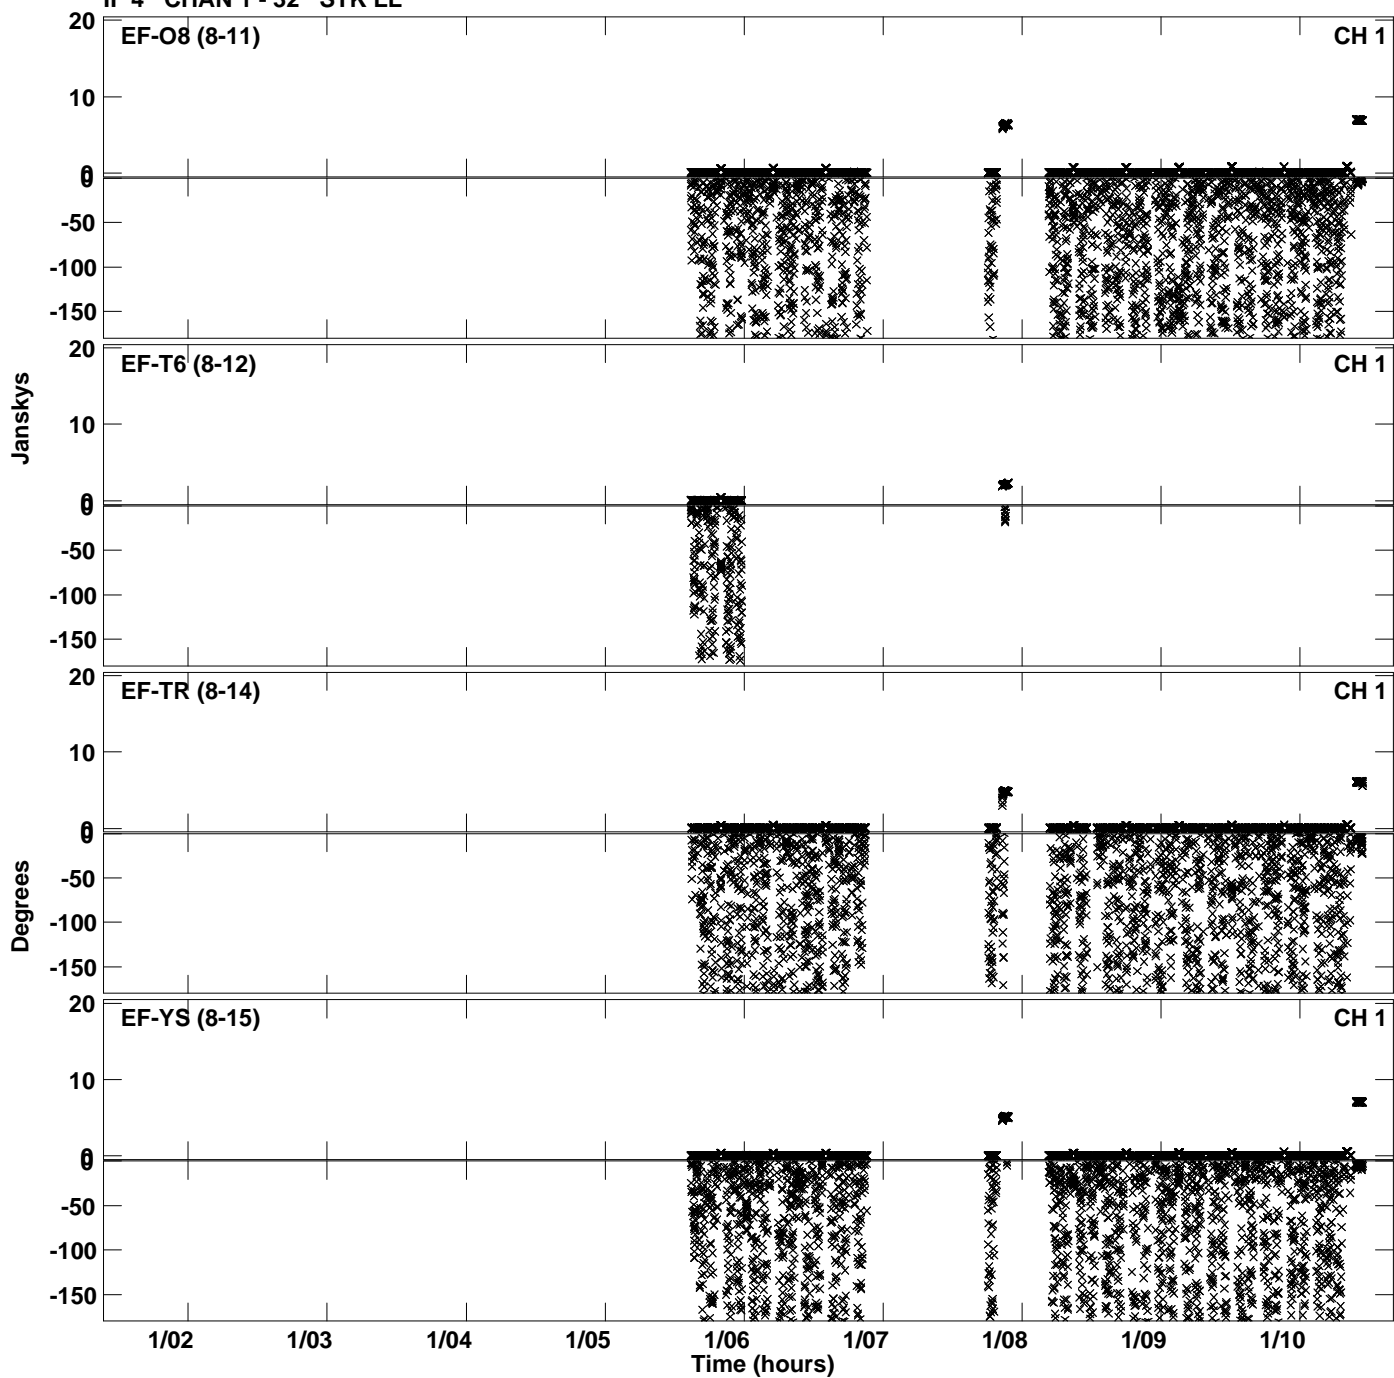 IF 4 CHAN 1 - 32 STK LL
20
EF-O8 (8-11)
CH 1
10
0
0
-50
-100
-150
20
EF-T6 (8-12)
CH 1
Janskys
10
0
0
-50
-100
-150
20
EF-TR (8-14)
CH 1
10
0
0
Degrees
-50
-100
-150
20
EF-YS (8-15)
CH 1
10
0
0
-50
-100
-150
1/02 1/03 1/04 1/05 1/06 1/07 1/08 1/09 1/10
Time (hours)